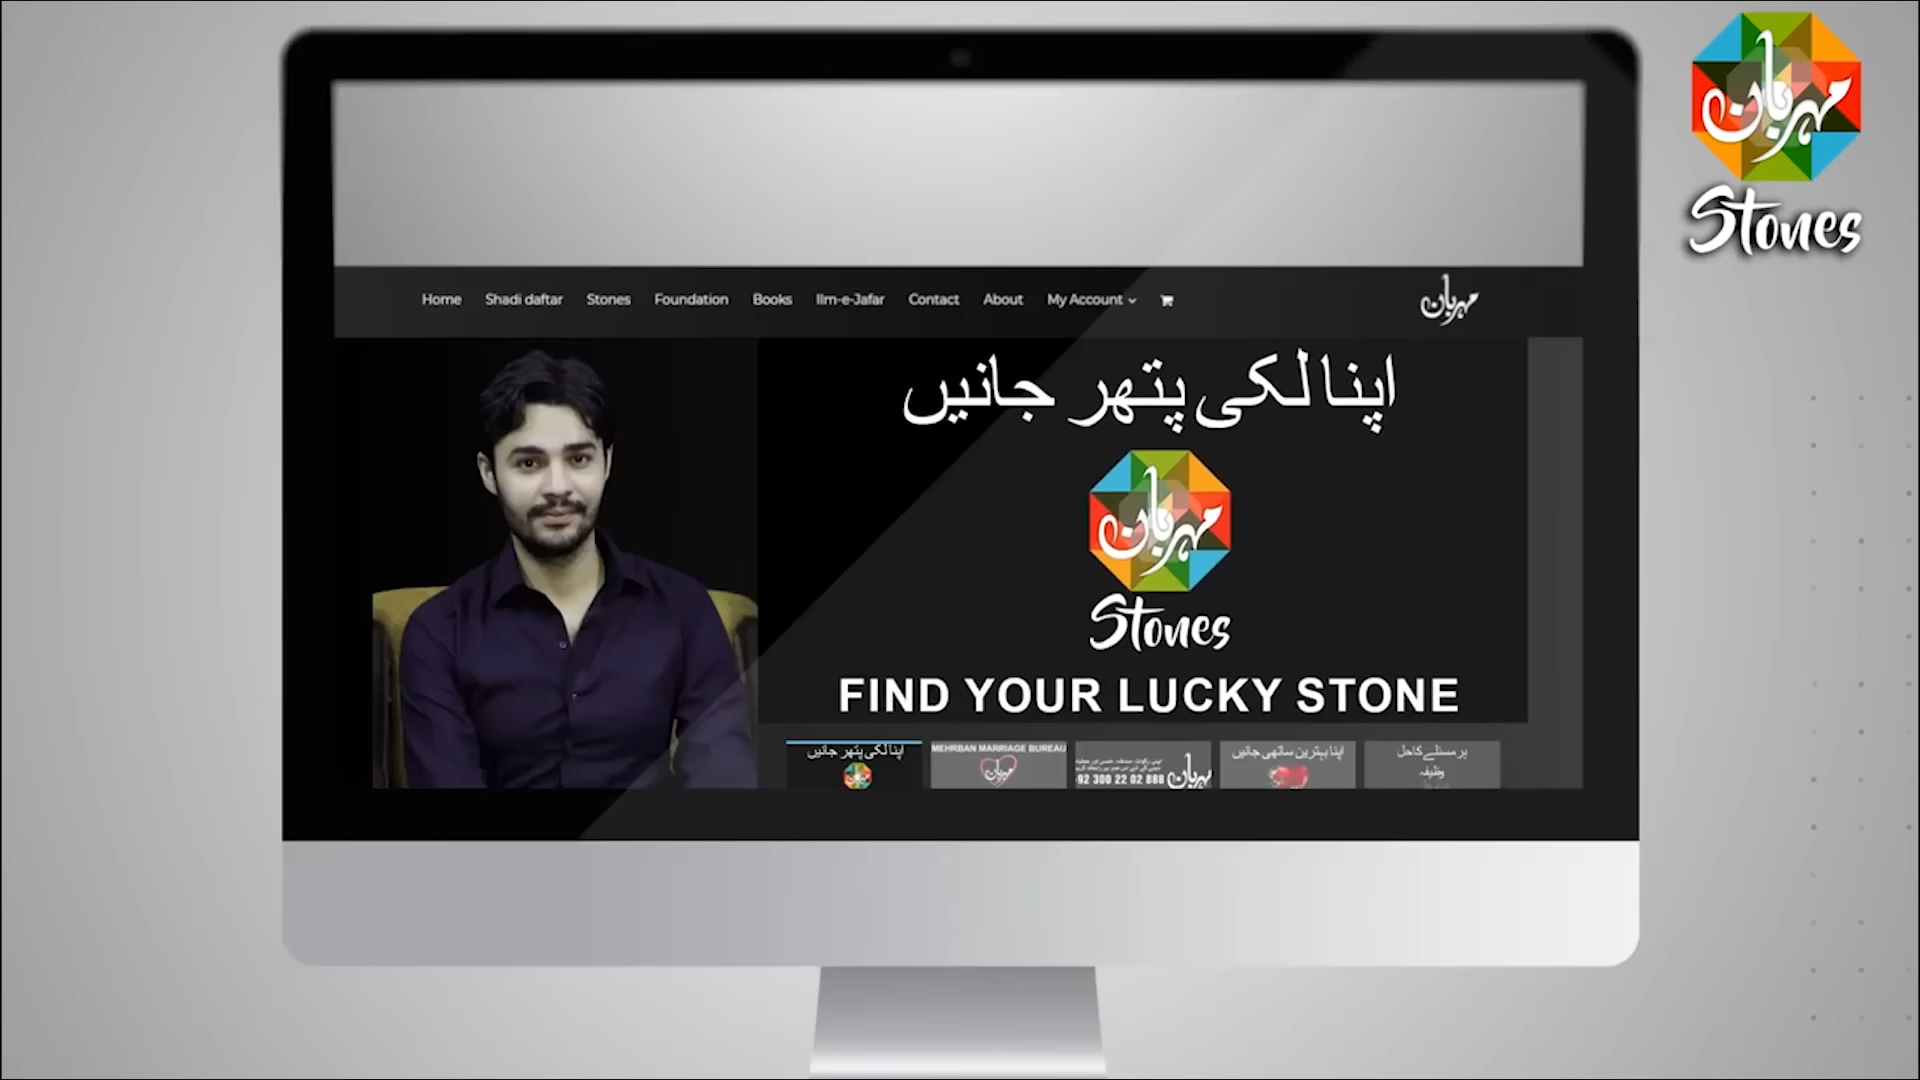 مہربان
Stones
Home Shadi daftar Stones Foundation Books Ilm-e-Jafar Contact About My Account
مہربان
اپنا لکی پتھر جانیں
مہربان
Stones
FIND YOUR LUCKY STONE
اپنا لکی پتھر جانیں
MEHRBAN MARRIAGE BUREAU
مہربان
92 300 22 02 888
مہربان
اپنا بہترین ساتھی جانیں
ہر مسئلے کا حل
وظیفہ